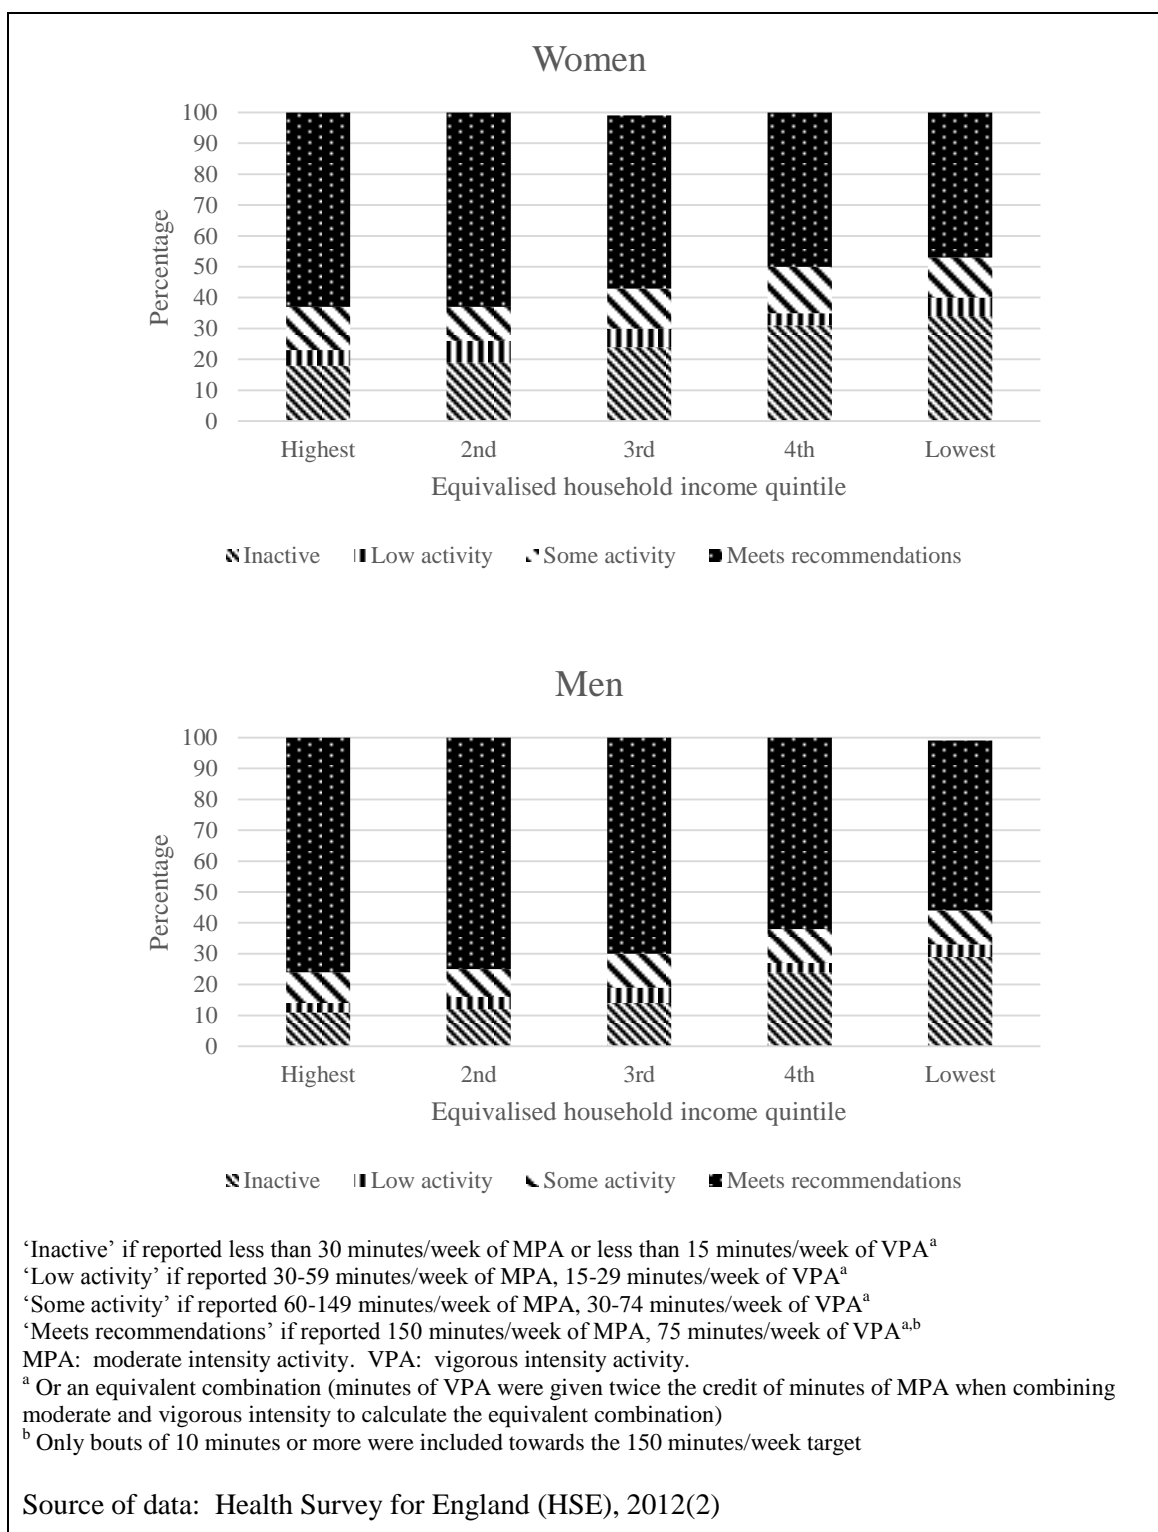 Women
100
90
80
70
60
50
40
30
20
10
0
Percentage
Highest 2nd 3rd 4th Lowest
Equivalised household income quintile
Inactive Low activity Some activity Meets recommendations
Men
100
90
80
70
60
50
40
30
20
10
0
Percentage
Highest 2nd 3rd 4th Lowest
Equivalised household income quintile
Inactive Low activity Some activity Meets recommendations
‘Inactive’ if reported less than 30 minutes/week of MPA or less than 15 minutes/week of VPAᵃ
‘Low activity’ if reported 30-59 minutes/week of MPA, 15-29 minutes/week of VPAᵃ
‘Some activity’ if reported 60-149 minutes/week of MPA, 30-74 minutes/week of VPAᵃ
‘Meets recommendations’ if reported 150 minutes/week of MPA, 75 minutes/week of VPAᵃ,ᵇ
MPA: moderate intensity activity. VPA: vigorous intensity activity.
ᵃ Or an equivalent combination (minutes of VPA were given twice the credit of minutes of MPA when combining
moderate and vigorous intensity to calculate the equivalent combination)
ᵇ Only bouts of 10 minutes or more were included towards the 150 minutes/week target
Source of data: Health Survey for England (HSE), 2012(2)